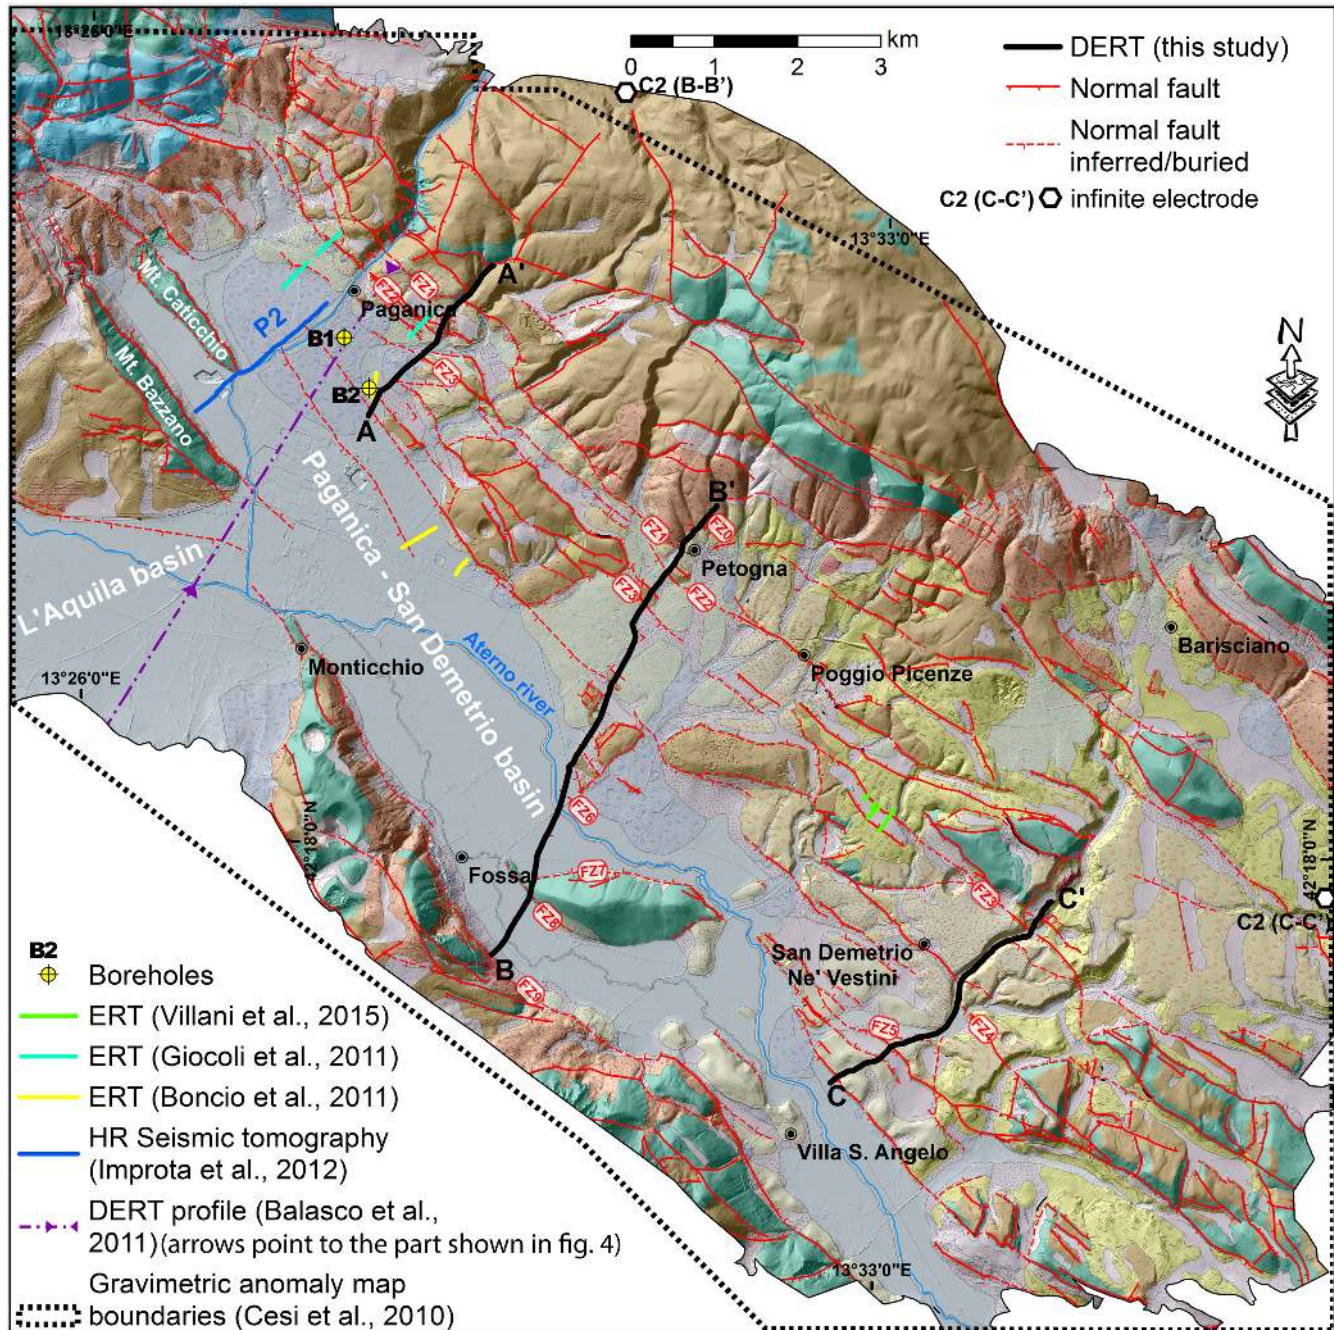 13°26'0"E
0 1 2 3 km
C2 (B-B')
DERT (this study)
Normal fault
Normal fault
inferred/buried
C2 (C-C') infinite electrode
13°33'0"E
N
Mt. Caticchio
Mt. Bazzano
P2
Paganica
FZ2
FZ1
A'
B1
B2
FZ3
A
Paganica - San Demetrio basin
L'Aquila basin
Aterno river
B'
FZ1
FZ0
Petogna
FZ3
FZ2
Barisciano
Monticchio
Poggio Picenze
13°26'0"E
42°18'0"N
42°18'0"N
FZ6
Fossa
FZ7
FZ8
B
FZ9
FZ3
C'
C2 (C-C')
San Demetrio
Ne' Vestini
FZ5
FZ4
C
Villa S. Angelo
13°33'0"E
B2
Boreholes
ERT (Villani et al., 2015)
ERT (Giocoli et al., 2011)
ERT (Boncio et al., 2011)
HR Seismic tomography
(Improta et al., 2012)
DERT profile (Balasco et al.,
2011)(arrows point to the part shown in fig. 4)
Gravimetric anomaly map
boundaries (Cesi et al., 2010)